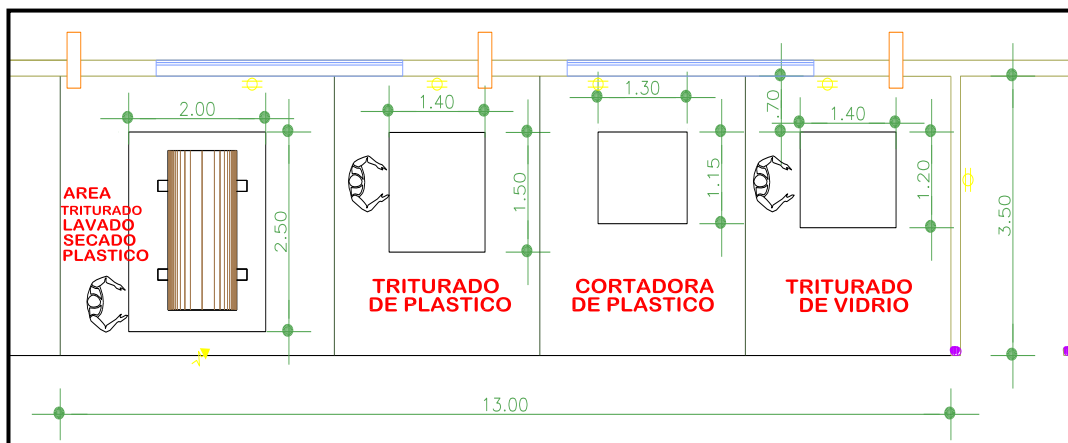 2.00
1.40
1.30
.70
1.40
2.50
1.50
1.15
1.20
3.50
AREA
TRITURADO
LAVADO
SECADO
PLASTICO
TRITURADO
DE PLASTICO
CORTADORA
DE PLASTICO
TRITURADO
DE VIDRIO
13.00